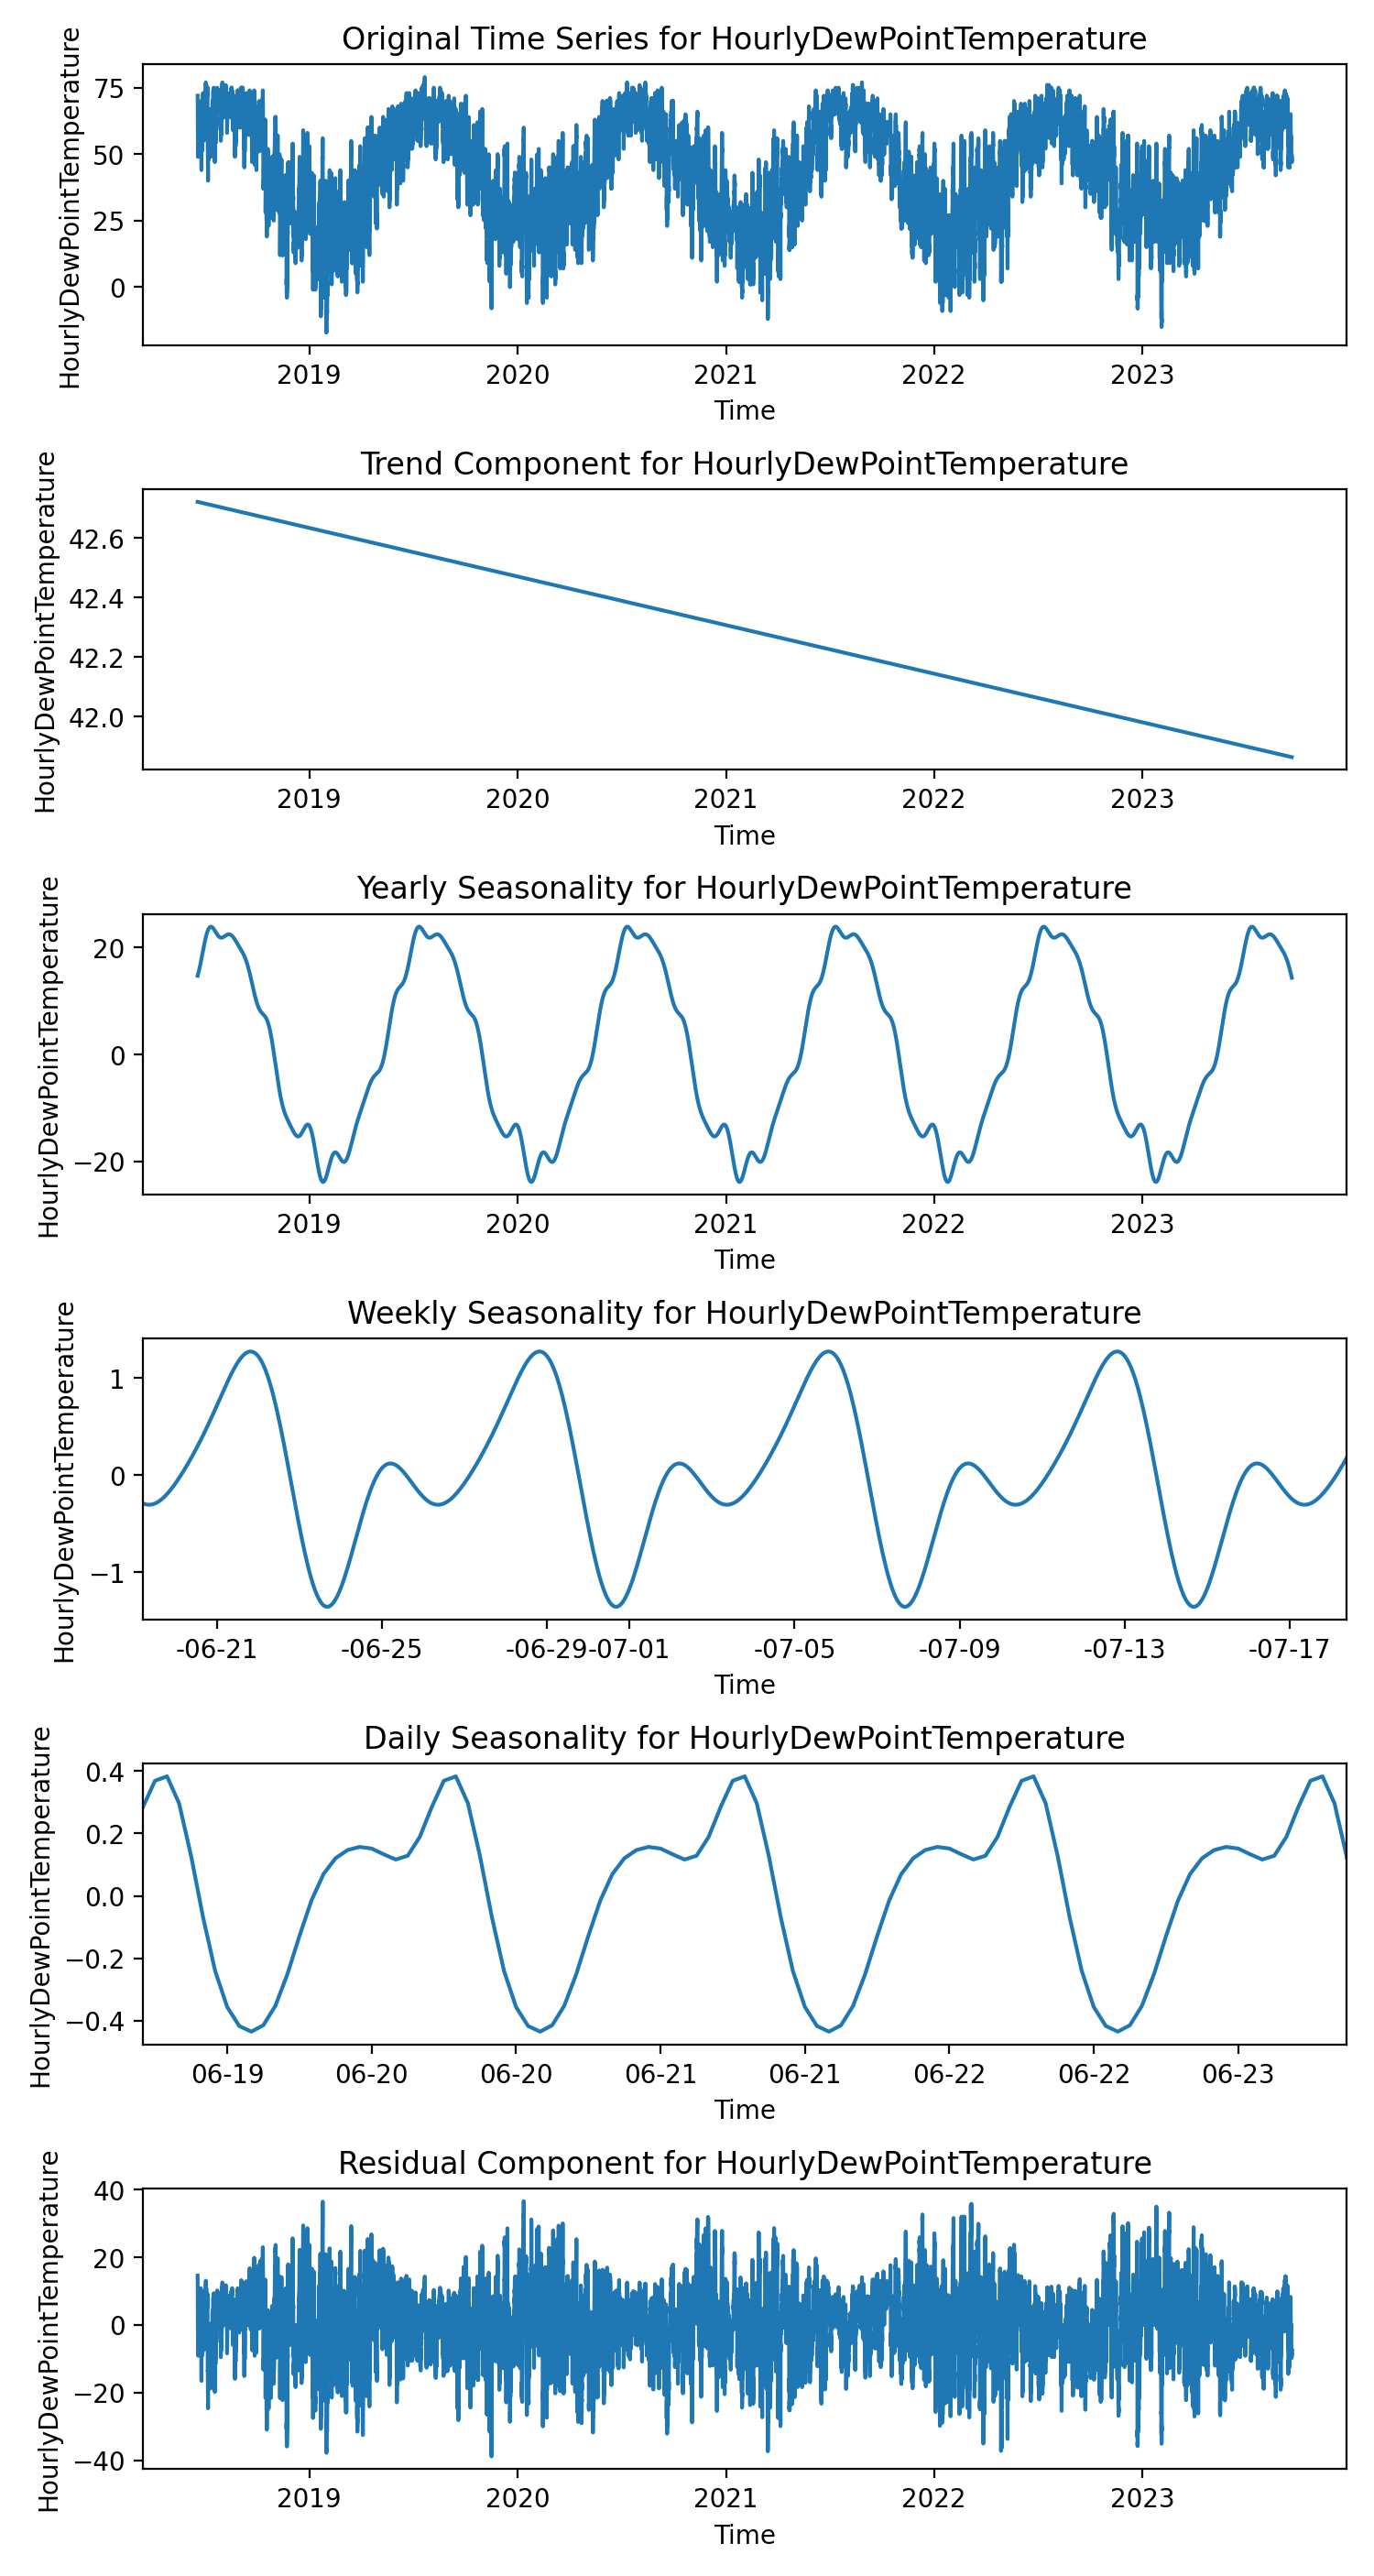 Original Time Series for HourlyDewPointTemperature
HourlyDewPointTemperature
75
50
25
0
2019 2020 2021 2022 2023
Time
Trend Component for HourlyDewPointTemperature
HourlyDewPointTemperature
42.6
42.4
42.2
42.0
2019 2020 2021 2022 2023
Time
Yearly Seasonality for HourlyDewPointTemperature
HourlyDewPointTemperature
20
0
−20
2019 2020 2021 2022 2023
Time
Weekly Seasonality for HourlyDewPointTemperature
HourlyDewPointTemperature
1
0
−1
-06-21 -06-25 -06-29 -07-01 -07-05 -07-09 -07-13 -07-17
Time
Daily Seasonality for HourlyDewPointTemperature
HourlyDewPointTemperature
0.4
0.2
0.0
−0.2
−0.4
06-19 06-20 06-20 06-21 06-21 06-22 06-22 06-23
Time
Residual Component for HourlyDewPointTemperature
HourlyDewPointTemperature
40
20
0
−20
−40
2019 2020 2021 2022 2023
Time